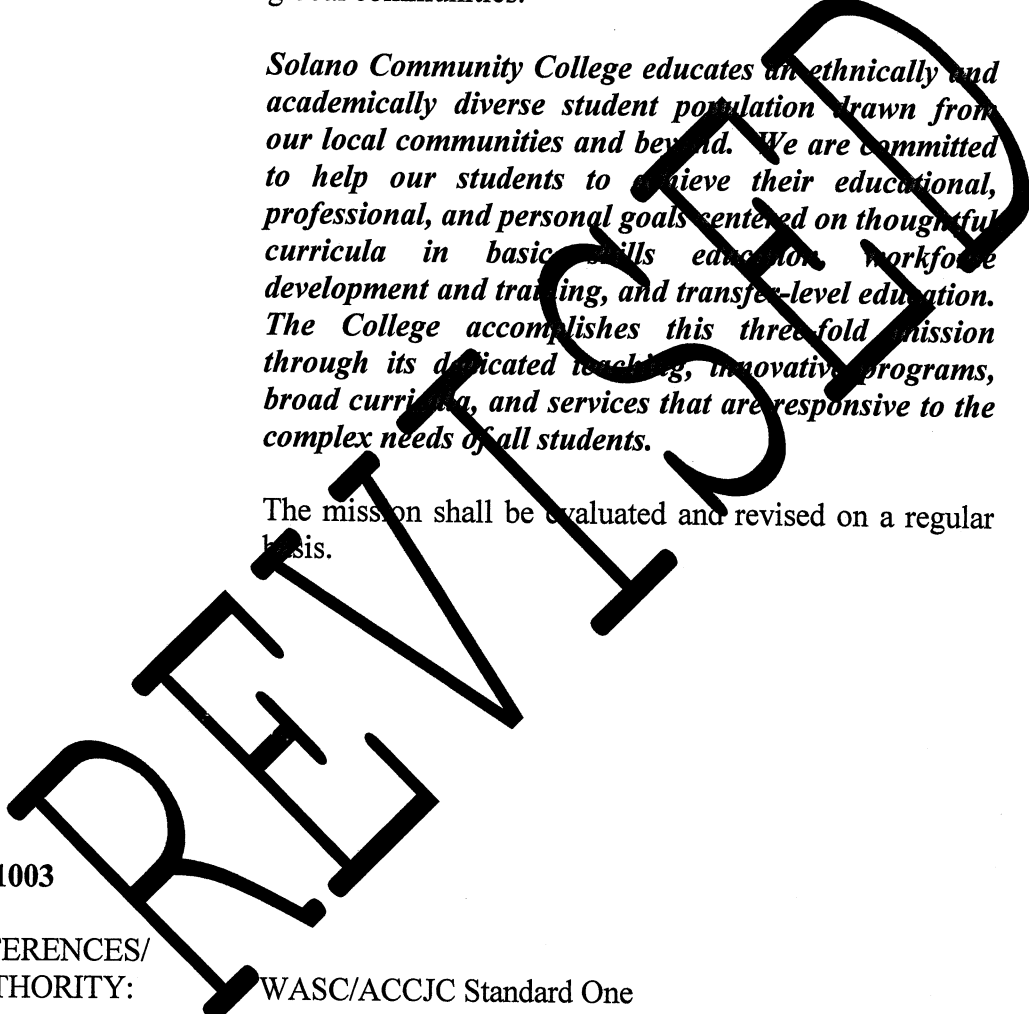 global communities.
Solano Community College educates an ethnically and
academically diverse student population drawn from
our local communities and beyond. We are committed
to help our students to achieve their educational,
professional, and personal goals centered on thoughtful
curricula in basic skills education, workforce
development and training, and transfer-level education.
The College accomplishes this three-fold mission
through its dedicated teaching, innovative programs,
broad curricula, and services that are responsive to the
complex needs of all students.
The mission shall be evaluated and revised on a regular
basis.
REVISED
1003
ERENCES/
THORITY: WASC/ACCJC Standard One